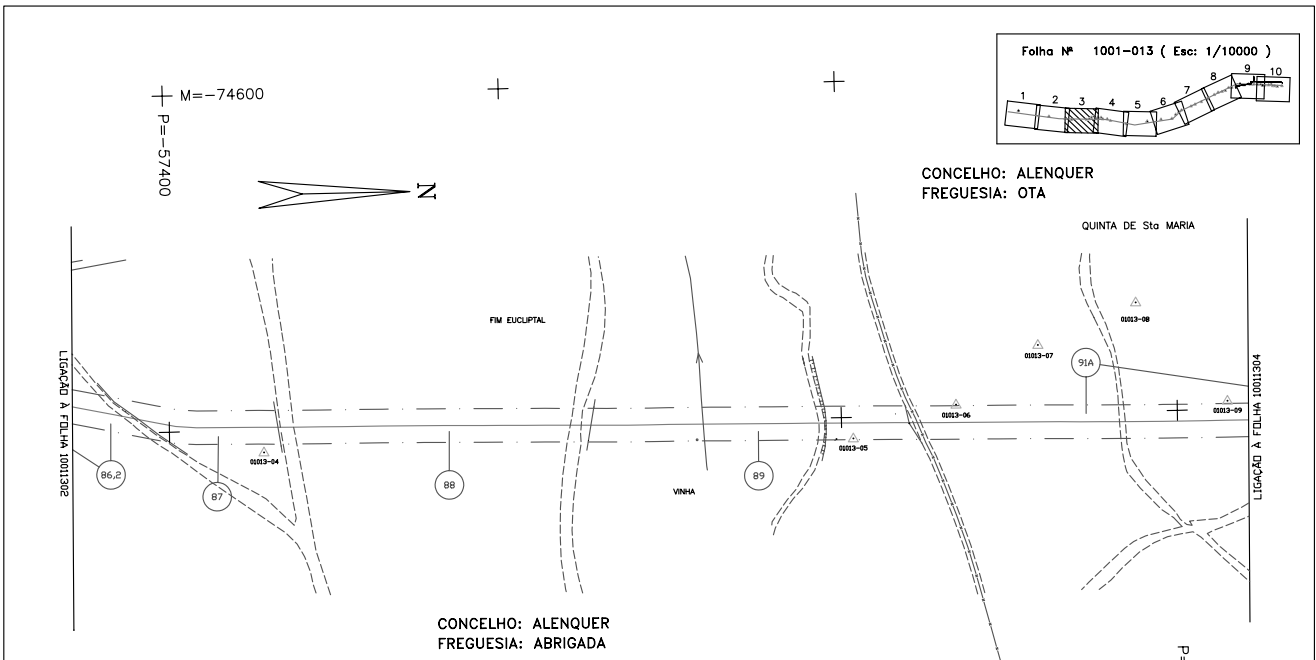 Folha Nª 1001-013 ( Esc: 1/10000 )
1 2 3 4 5 6 7 8 9 10
M=-74600
P=-57400
N
CONCELHO: ALENQUER
FREGUESIA: OTA
QUINTA DE Sta MARIA
FIM EUCLIPTAL
01013-08
01013-07
91A
LIGAÇÃO À FOLHA 10011302
LIGAÇÃO À FOLHA 10011304
01013-06
01013-09
01013-05
01013-04
86,2
87
88
89
VINHA
CONCELHO: ALENQUER
FREGUESIA: ABRIGADA
P=